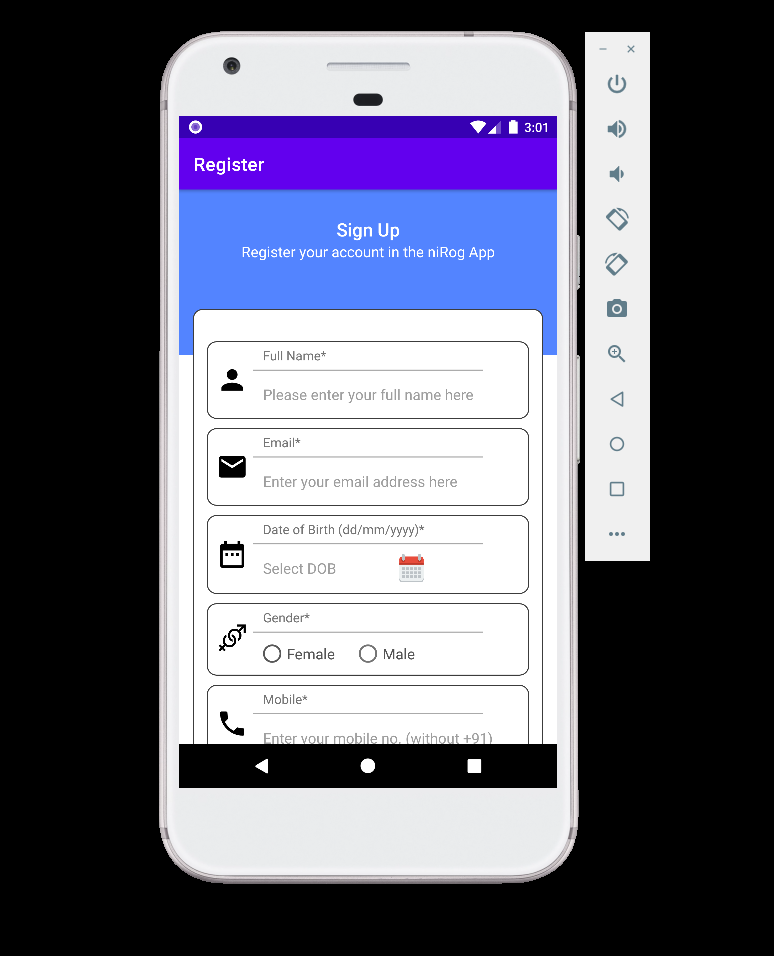 3:01
Register
Sign Up
Register your account in the niRog App
Full Name*
Please enter your full name here
Email*
Enter your email address here
Date of Birth (dd/mm/yyyy)*
Select DOB
Gender*
Female Male
Mobile*
Enter your mobile no. (without +91)